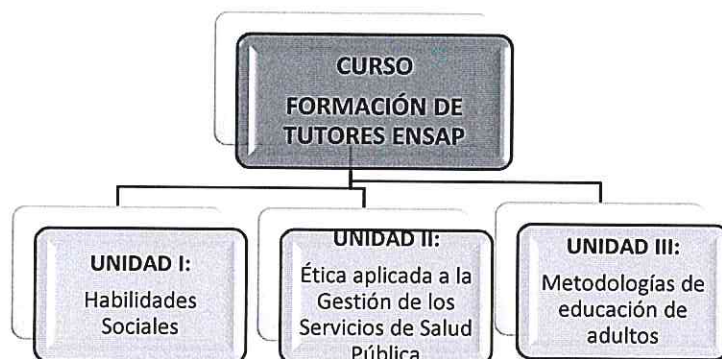 CURSO
FORMACIÓN DE
TUTORES ENSAP
UNIDAD I:
Habilidades
Sociales
UNIDAD II:
Ética aplicada a la
Gestión de los
Servicios de Salud
Pública
UNIDAD III:
Metodologías de
educación de
adultos